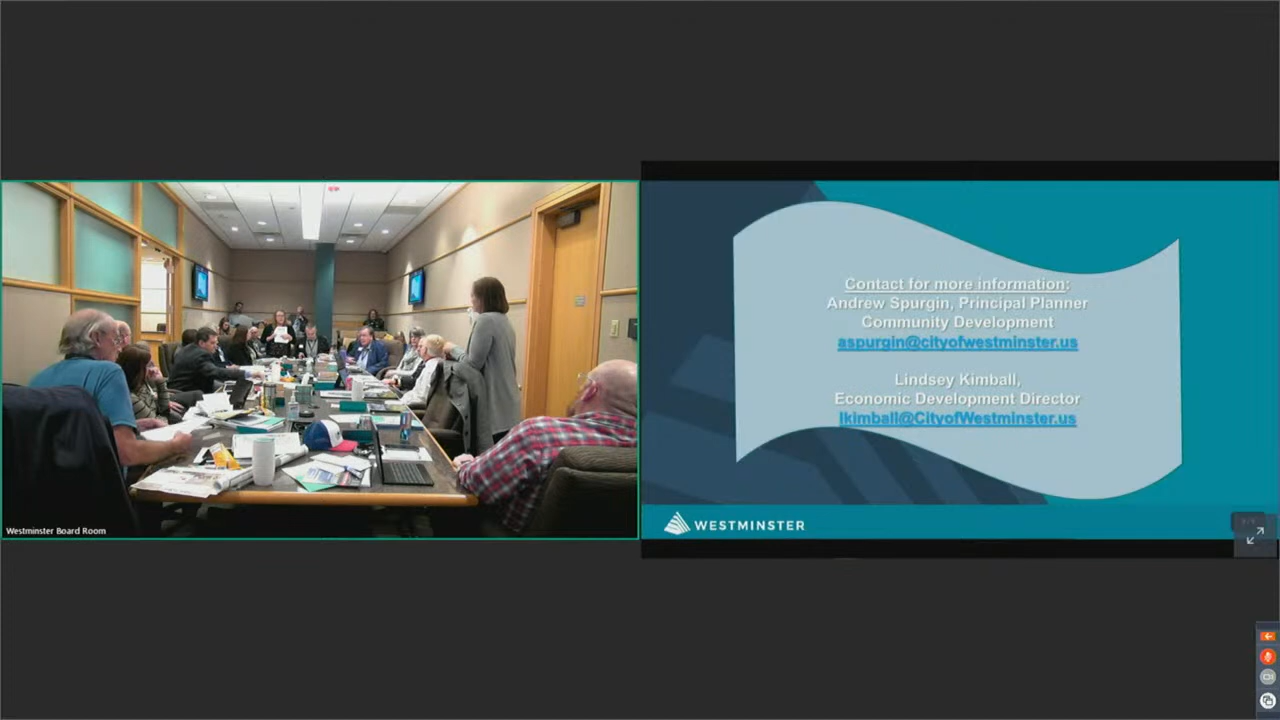 Westminster Board Room
Contact for more information:
Andrew Spurgin, Principal Planner
Community Development
aspurgin@cityofwestminster.us
Lindsey Kimball,
Economic Development Director
lkimball@CityofWestminster.us
WESTMINSTER